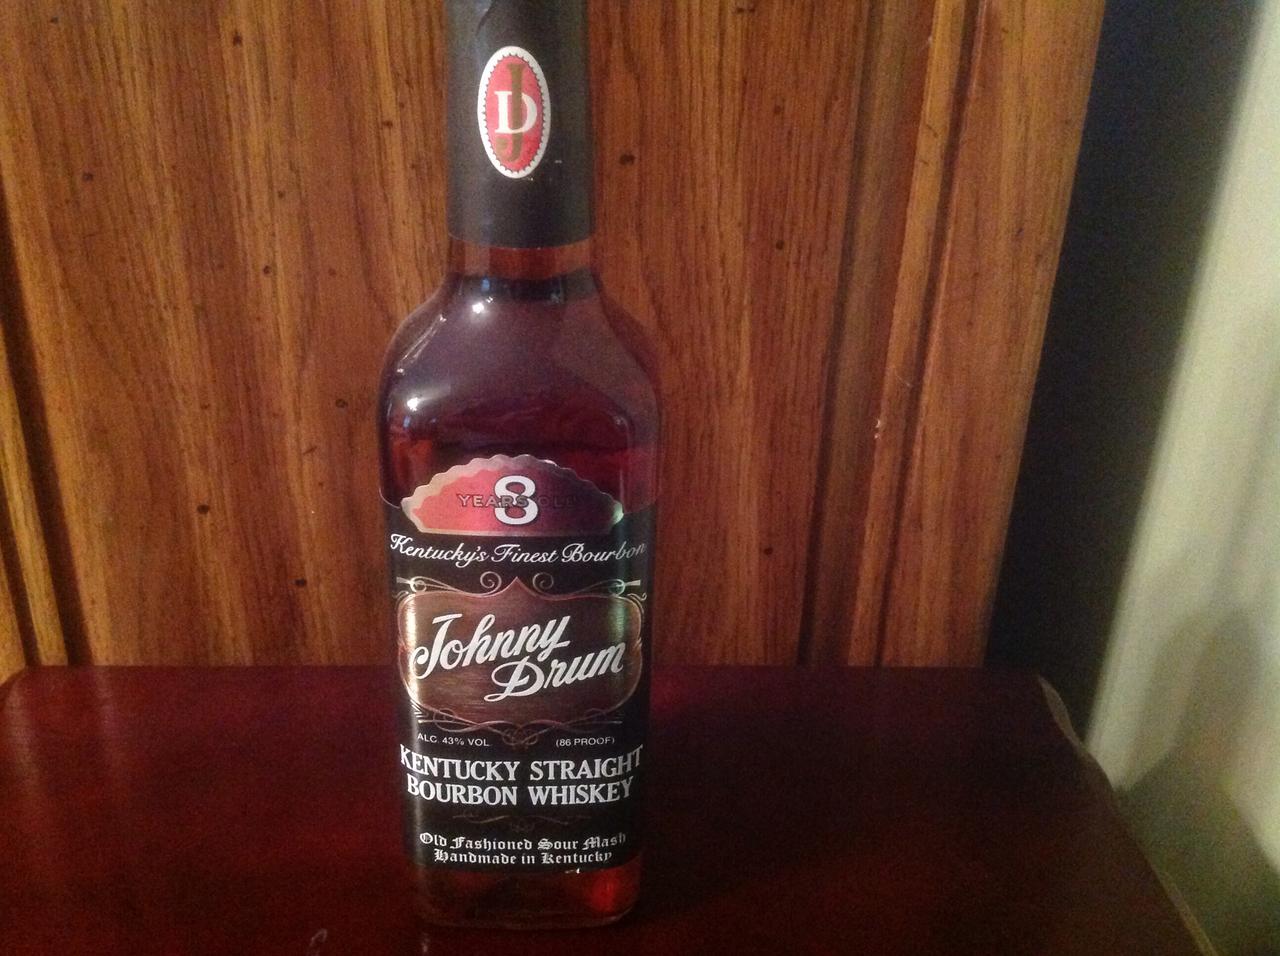 JD
8
YEARS OLD
Kentucky's Finest Bourbon
Johnny
Drum
ALC. 43% VOL. (86 PROOF)
KENTUCKY STRAIGHT
BOURBON WHISKEY
Old Fashioned Sour Mash
Handmade in Kentucky